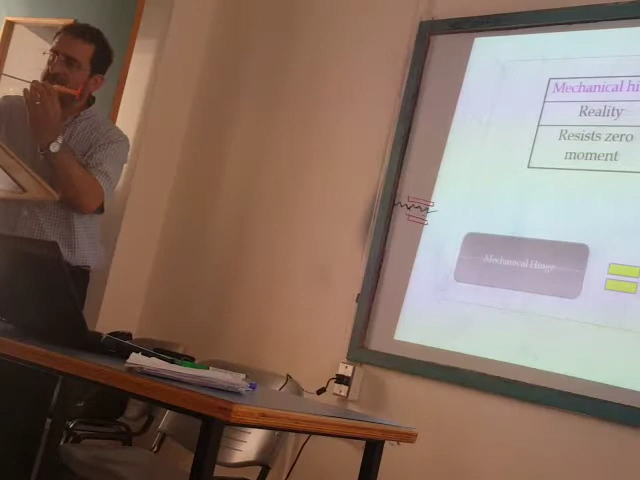 Mechanical hi
Reality
Resists zero
moment
Mechanical Hinge